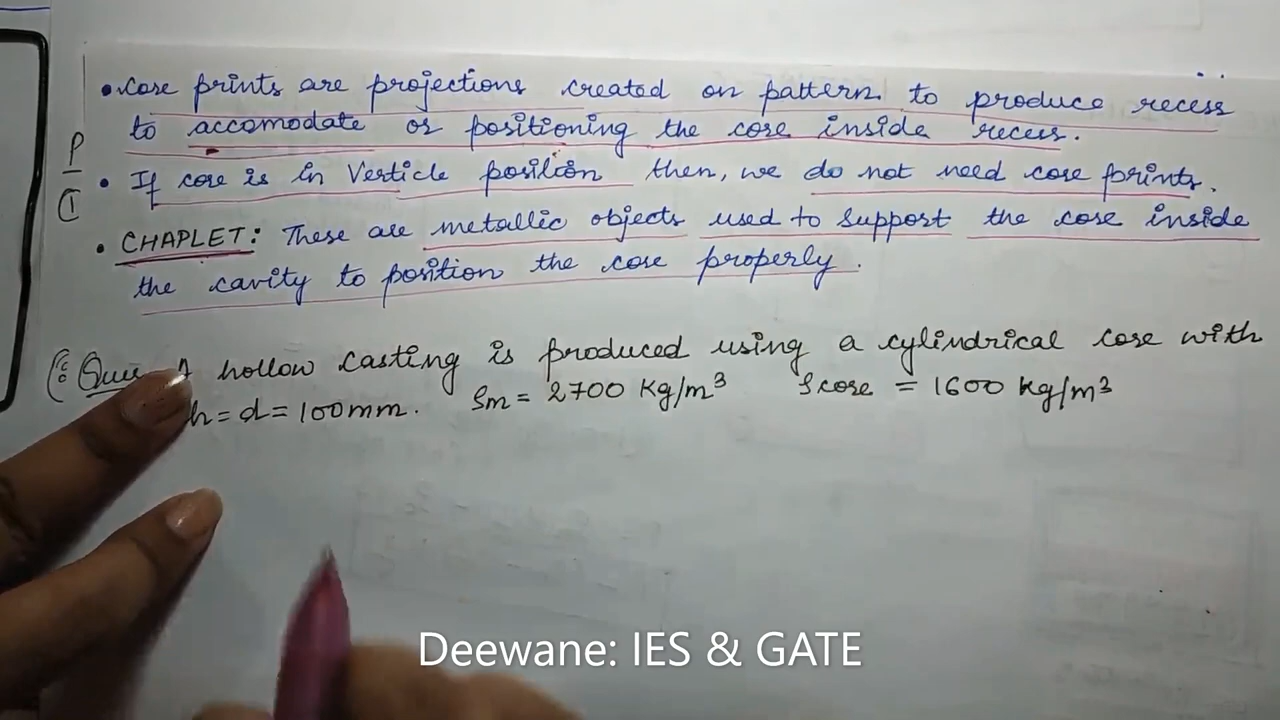 • Core prints are projections created on pattern to produce recess
to accomodate or positioning the core inside recess.
P
I
• If core is in Verticle position then, we do not need core prints.
• CHAPLET: These are metallic objects used to support the core inside
the cavity to position the core properly.
Que A hollow casting is produced using a cylindrical core with
h = d = 100mm. ρm = 2700 Kg/m³ ρcore = 1600 kg/m³
Deewane: IES & GATE